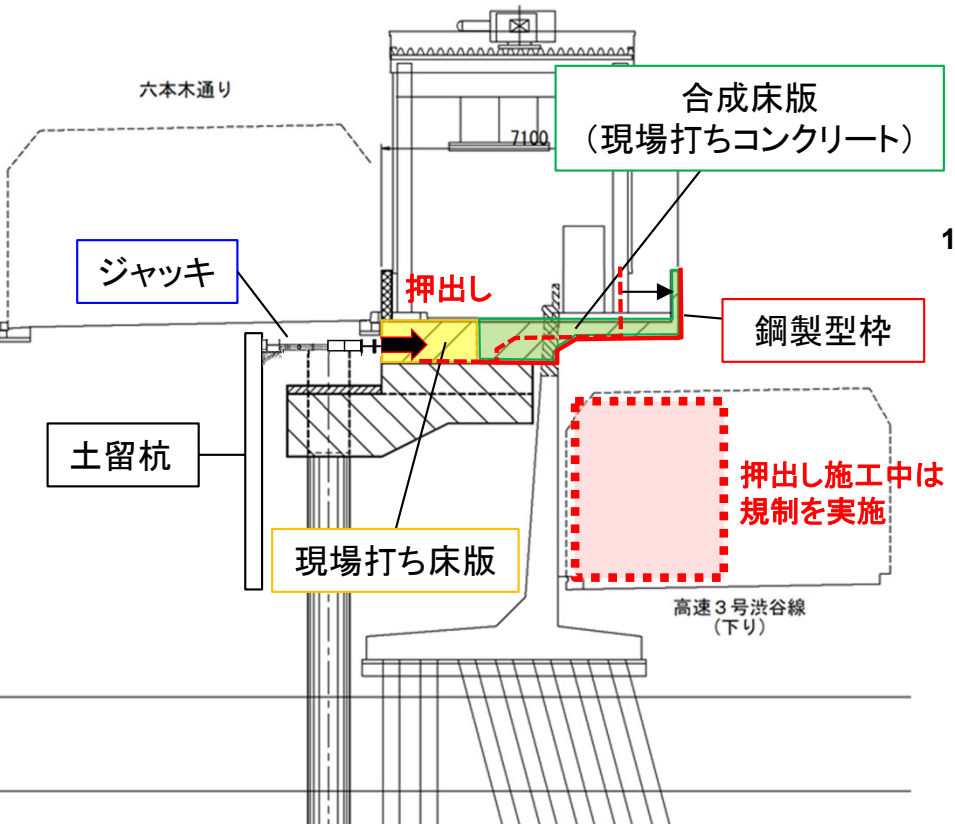 六本木通り
合成床版
（現場打ちコンクリート）
7100
1
ジャッキ
押出し
鋼製型枠
土留杭
押出し施工中は
規制を実施
現場打ち床版
高速３号渋谷線
（下り）